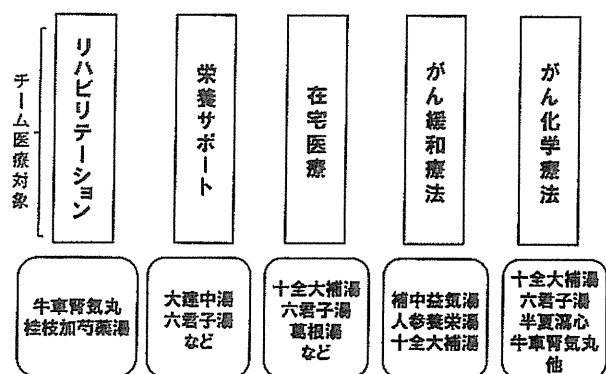 チーム医療対象
リハビリテーション
栄養サポート
在宅医療
がん緩和療法
がん化学療法
牛車腎気丸
桂枝加芍薬湯
大建中湯
六君子湯
など
十全大補湯
六君子湯
葛根湯
など
補中益気湯
人参養栄湯
十全大補湯
十全大補湯
六君子湯
半夏瀉心
牛車腎気丸
他